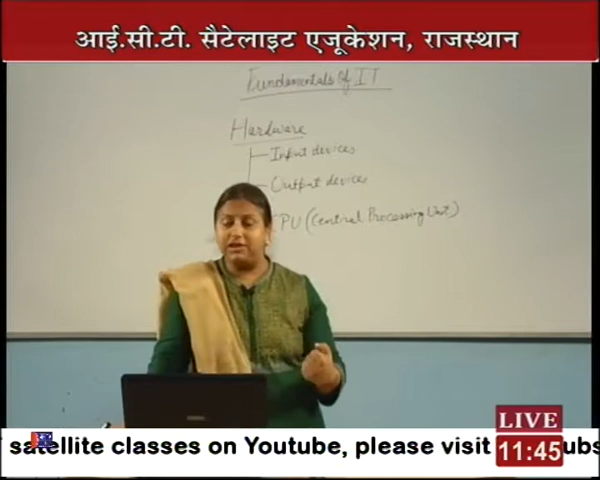 आई.सी.टी. सैटेलाइट एजूकेशन, राजस्थान
Fundamentals of IT
Hardware
Input devices
Output devices
PU (Central Processing Unit)
LIVE
satellite classes on Youtube, please visit
11:45
ubs